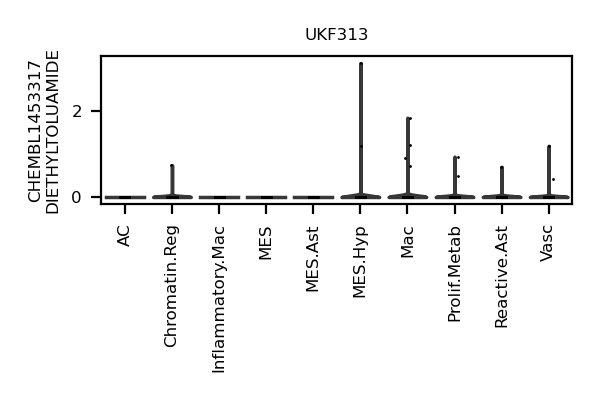 UKF313
CHEMBL1453317
DIETHYLTOLUAMIDE
2
0
AC
Chromatin.Reg
Inflammatory.Mac
MES
MES.Ast
MES.Hyp
Mac
Prolif.Metab
Reactive.Ast
Vasc